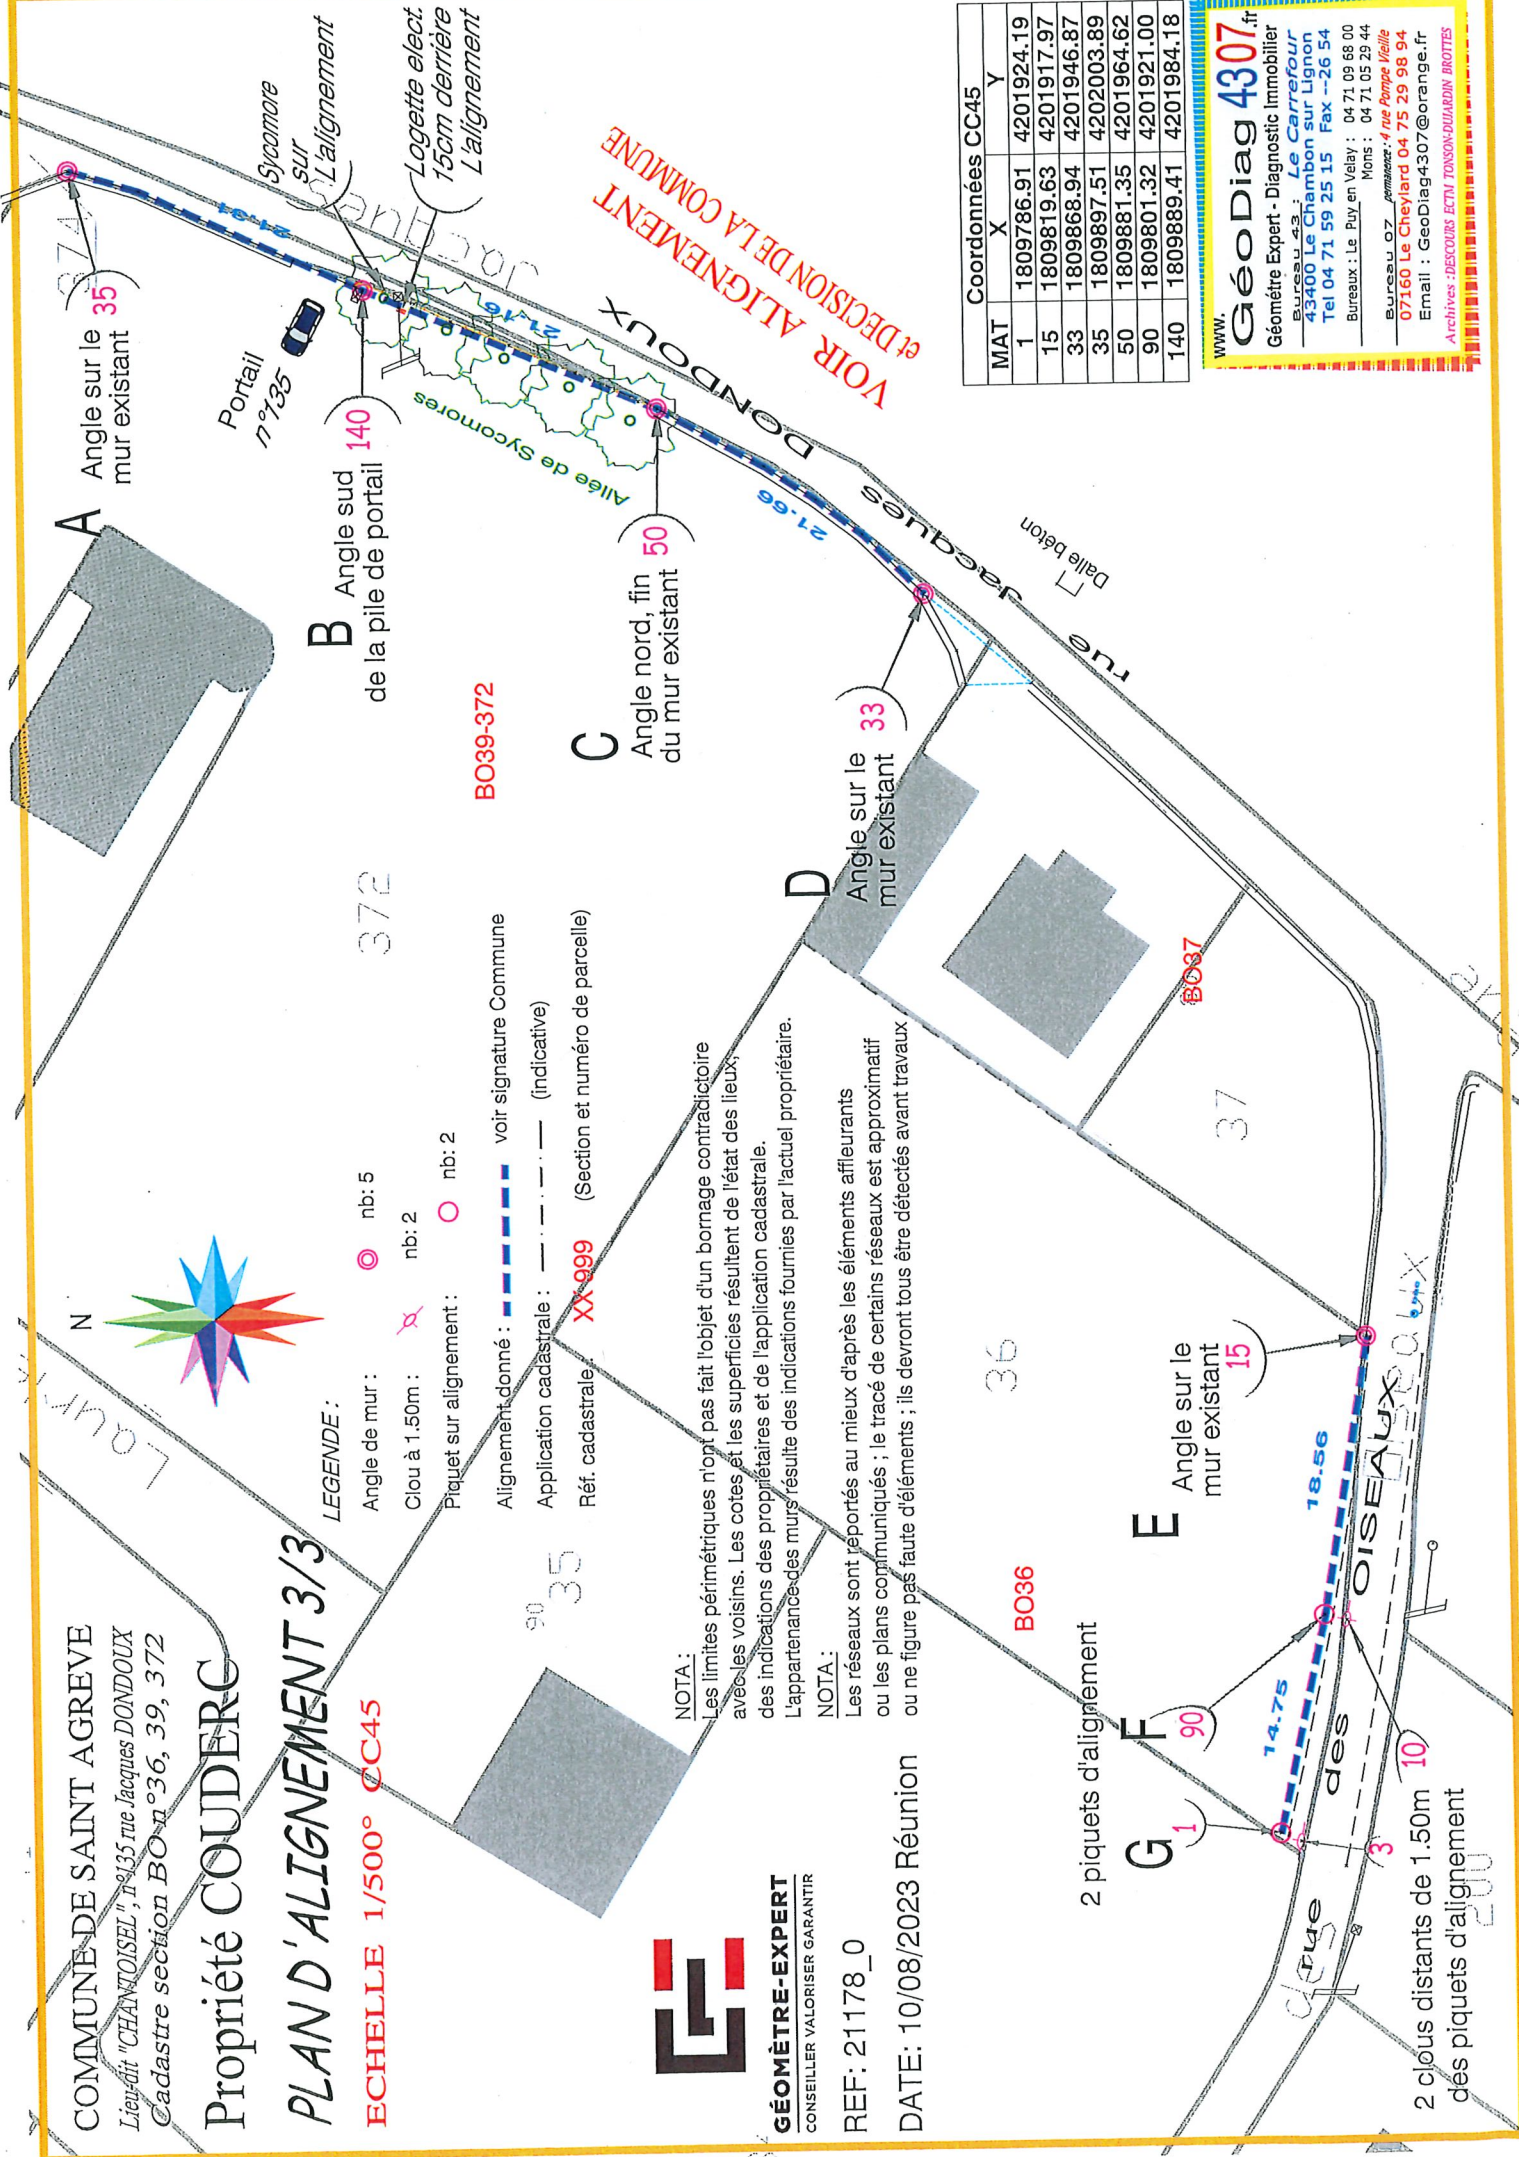 COMMUNE DE SAINT AGREVE
Lieu-dit "CHANTOISEL", n°135 rue Jacques DONDOUX
Cadastre section BO n°36, 39, 372
Propriété COUDERC
PLAN D'ALIGNEMENT 3/3
ECHELLE 1/500° CC45
N
LEGENDE :
Angle de mur : nb: 5
Clou à 1.50m : nb: 2
Piquet sur alignement : nb: 2
Alignement donné : voir signature Commune
Application cadastrale : (indicative)
Réf. cadastrale : XX 999 (Section et numéro de parcelle)
NOTA :
Les limites périmétriques n'ont pas fait l'objet d'un bornage contradictoire
avec les voisins. Les cotes et les superficies résultent de l'état des lieux,
des indications des propriétaires et de l'application cadastrale.
L'appartenance des murs résulte des indications fournies par l'actuel propriétaire.
NOTA :
Les réseaux sont reportés au mieux d'après les éléments affleurants
ou les plans communiqués ; le tracé de certains réseaux est approximatif
ou ne figure pas faute d'éléments ; ils devront tous être détectés avant travaux
GÉOMÈTRE-EXPERT
CONSEILLER VALORISER GARANTIR
REF: 21178_0
DATE: 10/08/2023 Réunion
A
Angle sur le
mur existant
35
374
Portail
n°135
B
Angle sud
de la pile de portail
140
C
Angle nord, fin
du mur existant
50
D
Angle sur le
mur existant
33
E
Angle sur le
mur existant
15
F
90
G
1
2 piquets d'alignement
10
3
2 clous distants de 1.50m
des piquets d'alignement
200
Sycomore
sur
L'alignement
Logette elect.
15cm derrière
L'alignement
Allée de Sycomores
21,31
21,16
21.66
18.56
14.75
BO39-372
372
BO37
37
BO36
36
90
35
rue Jacques DONDOUX
Dalle béton
rue des OISEAUX
VOIR ALIGNEMENT
et DECISION DE LA COMMUNE
Coordonnées CC45
MAT X Y
1 1809786.91 4201924.19
15 1809819.63 4201917.97
33 1809868.94 4201946.87
35 1809897.51 4202003.89
50 1809881.35 4201964.62
90 1809801.32 4201921.00
140 1809889.41 4201984.18
www.
GéoDiag 4307.fr
Géomètre Expert - Diagnostic Immobilier
Bureau 43 : Le Carrefour
43400 Le Chambon sur Lignon
Tel 04 71 59 25 15 Fax --26 54
Bureaux : Le Puy en Velay : 04 71 09 68 00
Mons : 04 71 05 29 44
Bureau 07 permanence : 4 rue Pompe Vieille
07160 Le Cheylard 04 75 29 98 94
Email : GeoDiag4307@orange.fr
Archives : DESCOURS ECTM TONSON-DUJARDIN BROTTES